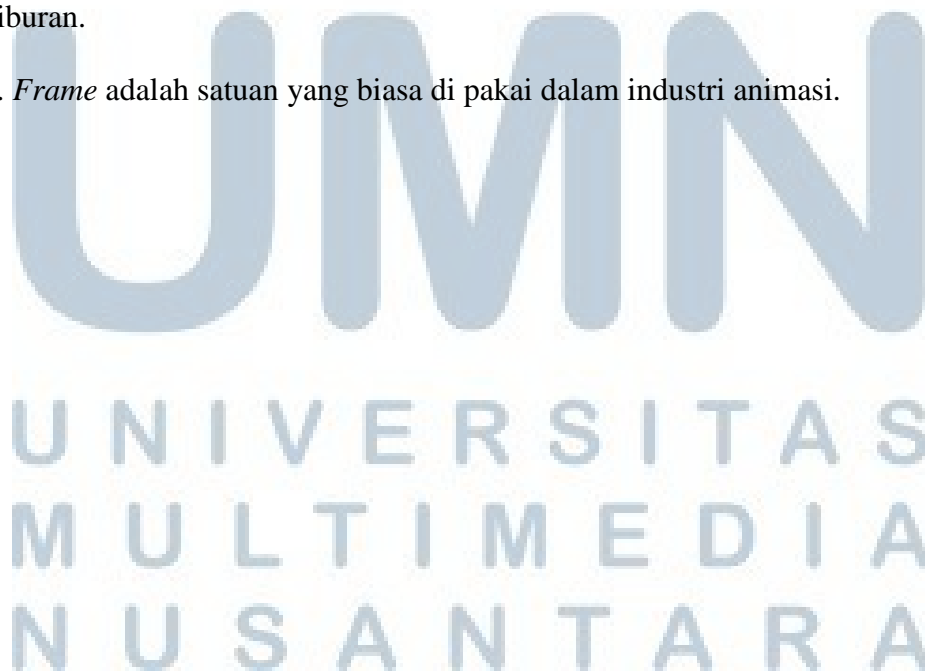 iburan.
. Frame adalah satuan yang biasa di pakai dalam industri animasi.
UMN
UNIVERSITAS
MULTIMEDIA
NUSANTARA